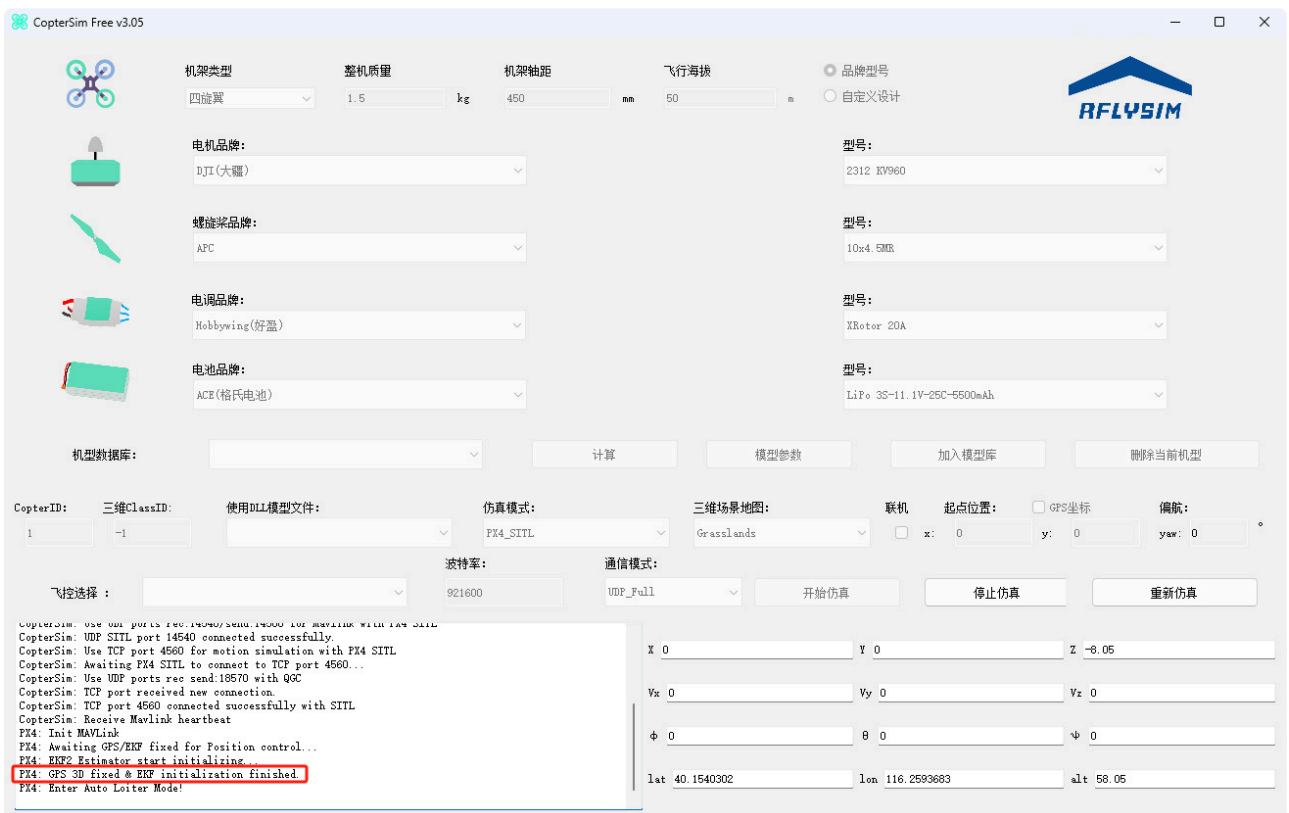 CopterSim Free v3.05
机架类型 整机质量 机架轴距 飞行海拔 品牌型号
四旋翼 1.5 kg 450 mm 50 m 自定义设计
RFLYSIM
电机品牌: 型号:
DJI(大疆) 2312 KV960
螺旋桨品牌: 型号:
APC 10x4.5MR
电调品牌: 型号:
Hobbywing(好盈) XRotor 20A
电池品牌: 型号:
ACE(格氏电池) LiPo 3S-11.1V-25C-5500mAh
机型数据库: 计算 模型参数 加入模型库 删除当前机型
CopterID: 三维ClassID: 使用DLL模型文件: 仿真模式: 三维场景地图: 联机 起点位置: GPS坐标 偏航:
1 -1 PX4_SITL Grasslands x: 0 y: 0 yaw: 0 °
波特率: 通信模式:
飞控选择 : 921600 UDP_Full 开始仿真 停止仿真 重新仿真
CopterSim: Use UDP ports rec:14540/send:14580 for Mavlink with PX4 SITL
CopterSim: UDP SITL port 14540 connected successfully.
CopterSim: Use TCP port 4560 for motion simulation with PX4 SITL
CopterSim: Awaiting PX4 SITL to connect to TCP port 4560...
CopterSim: Use UDP ports rec send:18570 with QGC
CopterSim: TCP port received new connection.
CopterSim: TCP port 4560 connected successfully with SITL
CopterSim: Receive Mavlink heartbeat
PX4: Init MAVLink
PX4: Awaiting GPS/EKF fixed for Position control...
PX4: EKF2 Estimator start initializing...
PX4: GPS 3D fixed & EKF initialization finished.
PX4: Enter Auto Loiter Mode!
X 0 Y 0 Z -8.05
Vx 0 Vy 0 Vz 0
ϕ 0 θ 0 ψ 0
lat 40.1540302 lon 116.2593683 alt 58.05